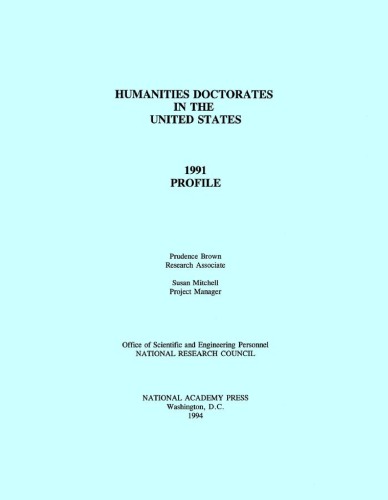 HUMANITIES DOCTORATES
IN THE
UNITED STATES
1991
PROFILE
Prudence Brown
Research Associate
Susan Mitchell
Project Manager
Office of Scientific and Engineering Personnel
NATIONAL RESEARCH COUNCIL
NATIONAL ACADEMY PRESS
Washington, D.C.
1994